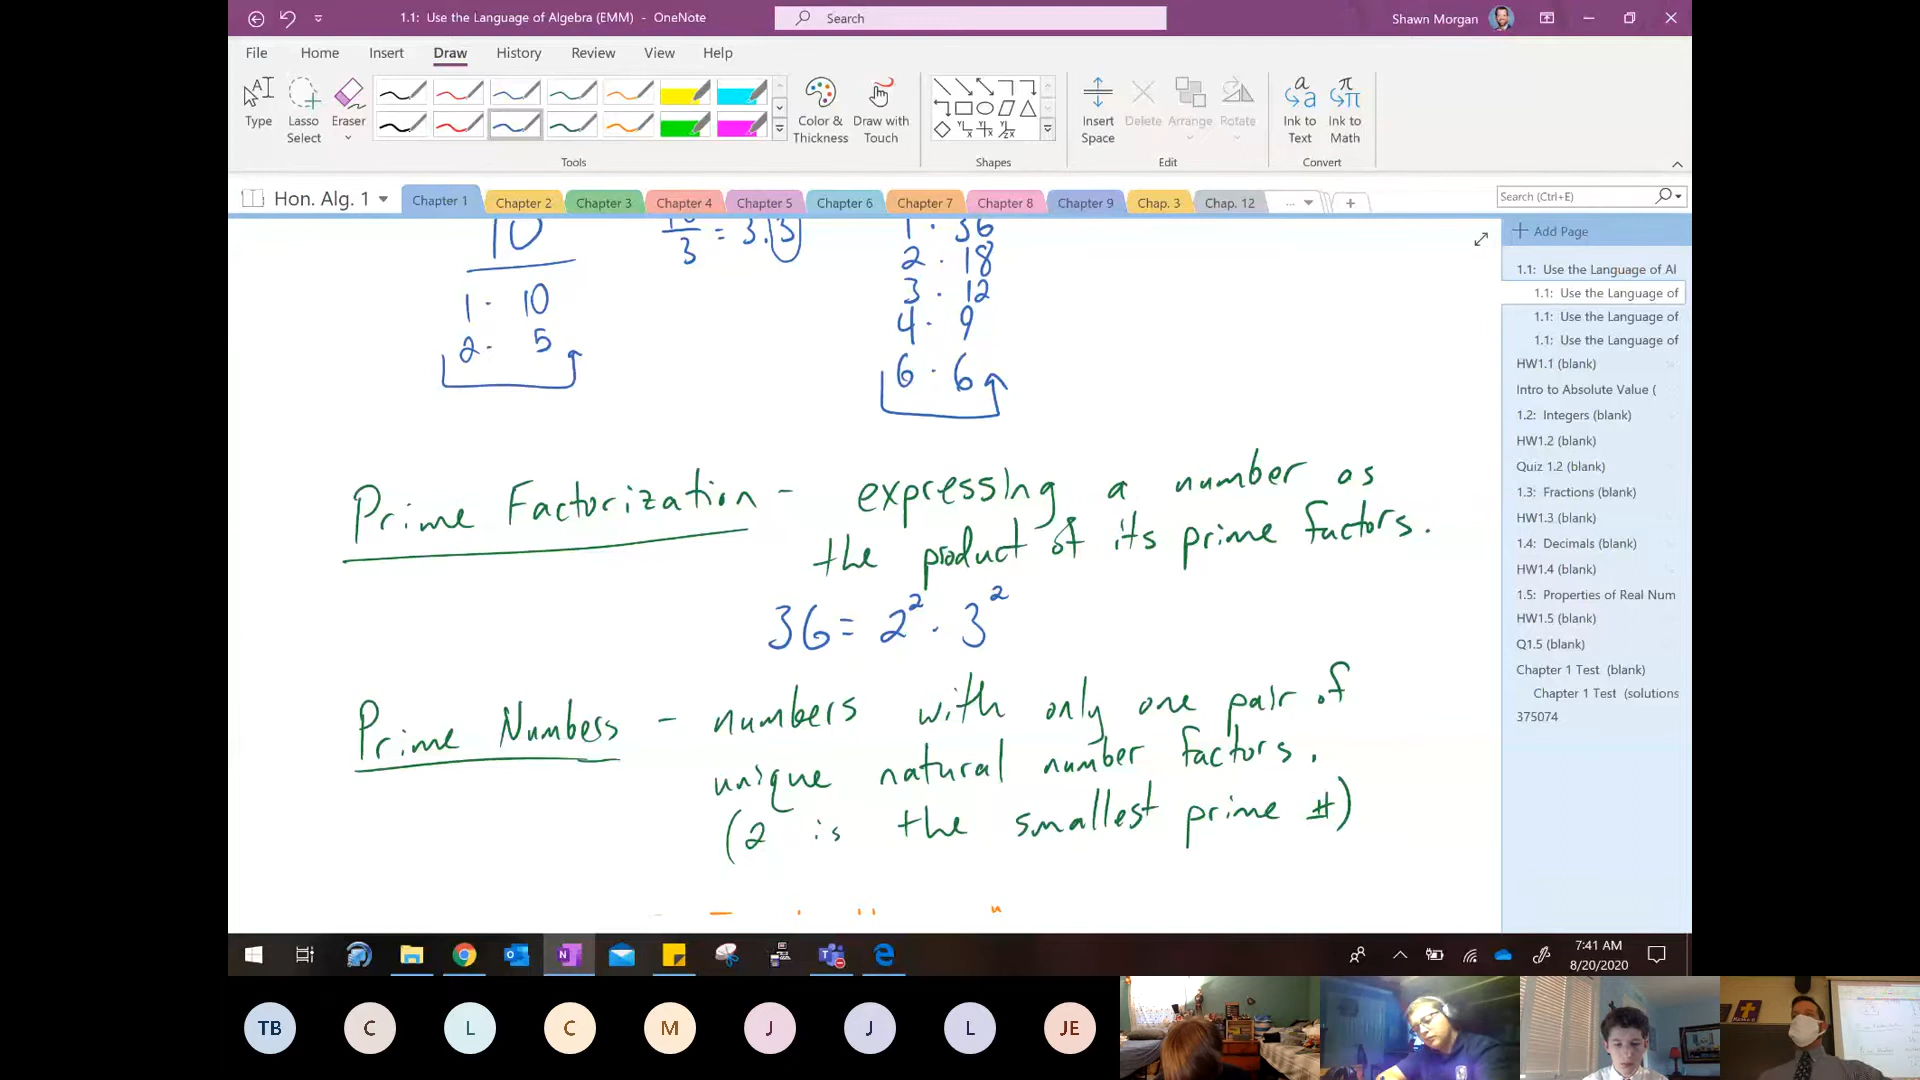 1.1: Use the Language of Algebra (EMM) - OneNote
Search
Shawn Morgan
File Home Insert Draw History Review View Help
Type
Lasso Select
Eraser
Color & Thickness
Draw with Touch
Insert Space
Delete
Arrange
Rotate
Ink to Text
Ink to Math
Tools
Shapes
Edit
Convert
Hon. Alg. 1
Chapter 1 Chapter 2 Chapter 3 Chapter 4 Chapter 5 Chapter 6 Chapter 7 Chapter 8 Chapter 9 Chap. 3 Chap. 12 ...
Search (Ctrl+E)
Add Page
1.1: Use the Language of Al
1.1: Use the Language of
1.1: Use the Language of
1.1: Use the Language of
HW1.1 (blank)
Intro to Absolute Value (
1.2: Integers (blank)
HW1.2 (blank)
Quiz 1.2 (blank)
1.3: Fractions (blank)
HW1.3 (blank)
1.4: Decimals (blank)
HW1.4 (blank)
1.5: Properties of Real Num
HW1.5 (blank)
Q1.5 (blank)
Chapter 1 Test (blank)
Chapter 1 Test (solutions
375074
10
1 · 10
2 · 5
10/3 = 3.3
1 · 36
2 · 18
3 · 12
4 · 9
6 · 6
Prime Factorization - expressing a number as
the product of its prime factors.
36 = 2² · 3²
Prime Numbers - numbers with only one pair of
unique natural number factors.
(2 is the smallest prime #)
7:41 AM
8/20/2020
TB C L C M J J L JE